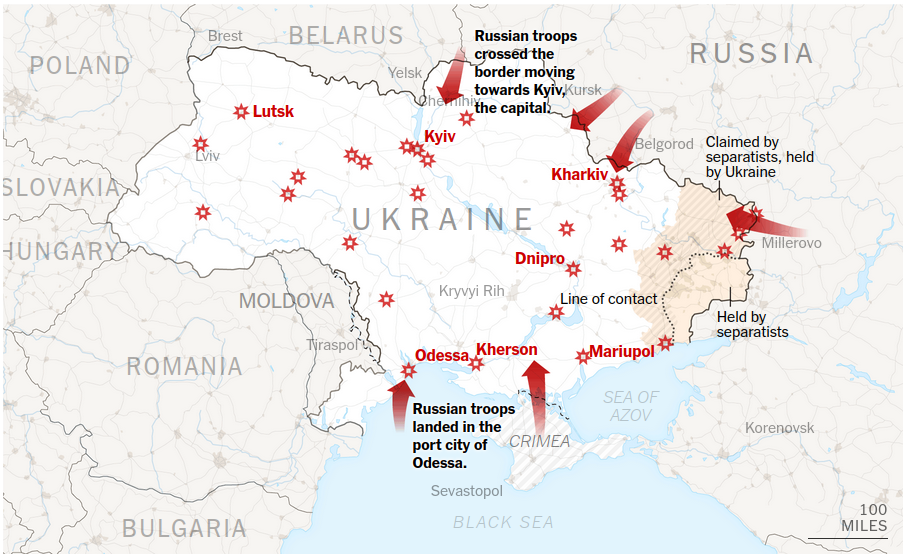 Brest
BELARUS
Russian troops
crossed the
border moving
towards Kyiv,
the capital.
RUSSIA
POLAND
Yelsk
Chernihiv
Kursk
Lutsk
Kyiv
Belgorod
Claimed by
separatists, held
by Ukraine
Lviv
Kharkiv
SLOVAKIA
UKRAINE
HUNGARY
Millerovo
Dnipro
MOLDOVA
Kryvyi Rih
Line of contact
Held by
separatists
Tiraspol
Odessa
Kherson
Mariupol
ROMANIA
SEA OF
AZOV
Russian troops
landed in the
port city of
Odessa.
CRIMEA
Korenovsk
Sevastopol
BLACK SEA
BULGARIA
100
MILES